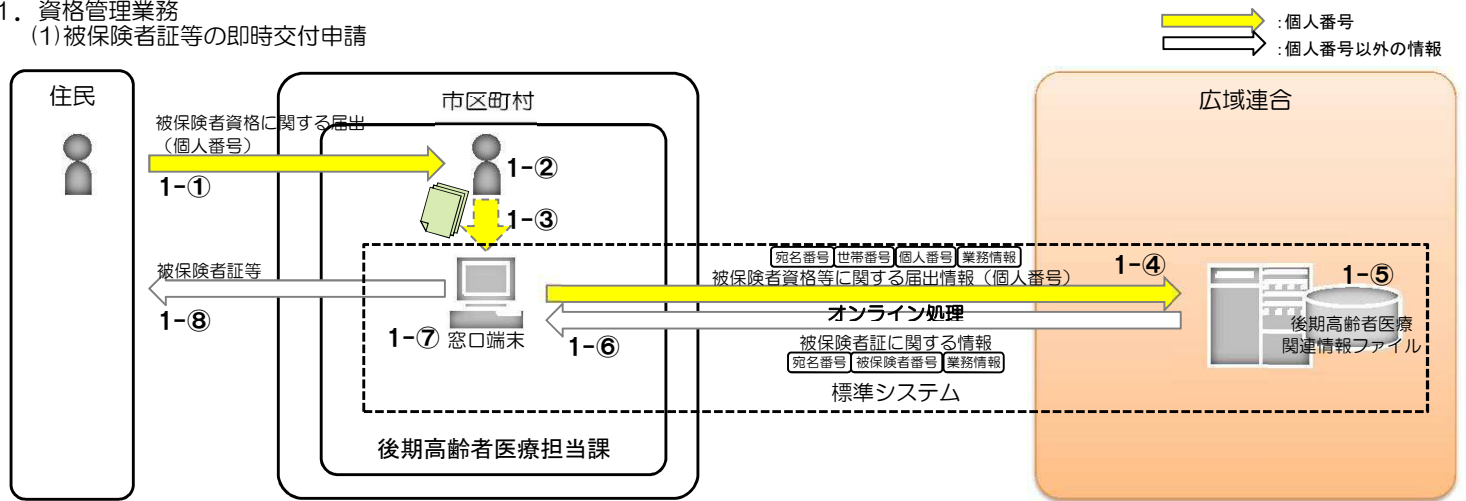 1．資格管理業務
(1)被保険者証等の即時交付申請
:個人番号
:個人番号以外の情報
住民
市区町村
広域連合
被保険者資格に関する届出
（個人番号）
1-①
1-②
1-③
宛名番号 世帯番号 個人番号 業務情報
被保険者資格等に関する届出情報（個人番号）
1-④
1-⑤
被保険者証等
1-⑧
オンライン処理
後期高齢者医療
関連情報ファイル
1-⑦ 窓口端末
1-⑥
被保険者証に関する情報
宛名番号 被保険者番号 業務情報
標準システム
後期高齢者医療担当課